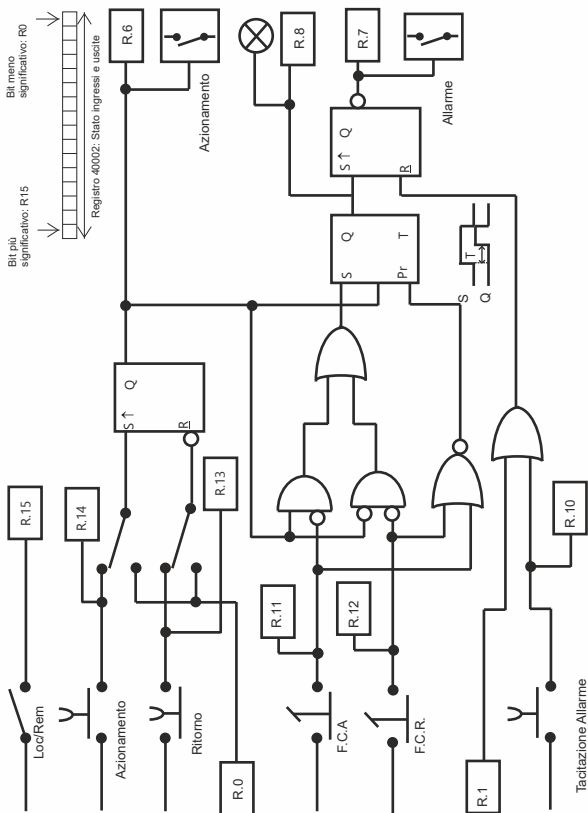 Bit meno
significativo: R0
Registro 40002: Stato ingressi e uscite
Bit più
significativo: R15
R.6
Azionamento
R.8
R.7
Allarme
S ↑
Q
R
S
Q
Pr
T
S ↑
Q
R
S
Q
T
R.15
R.14
R.13
R.11
R.12
R.10
Loc/Rem
Azionamento
Ritorno
R.0
F.C.A
F.C.R.
R.1
Tacitazione Allarme